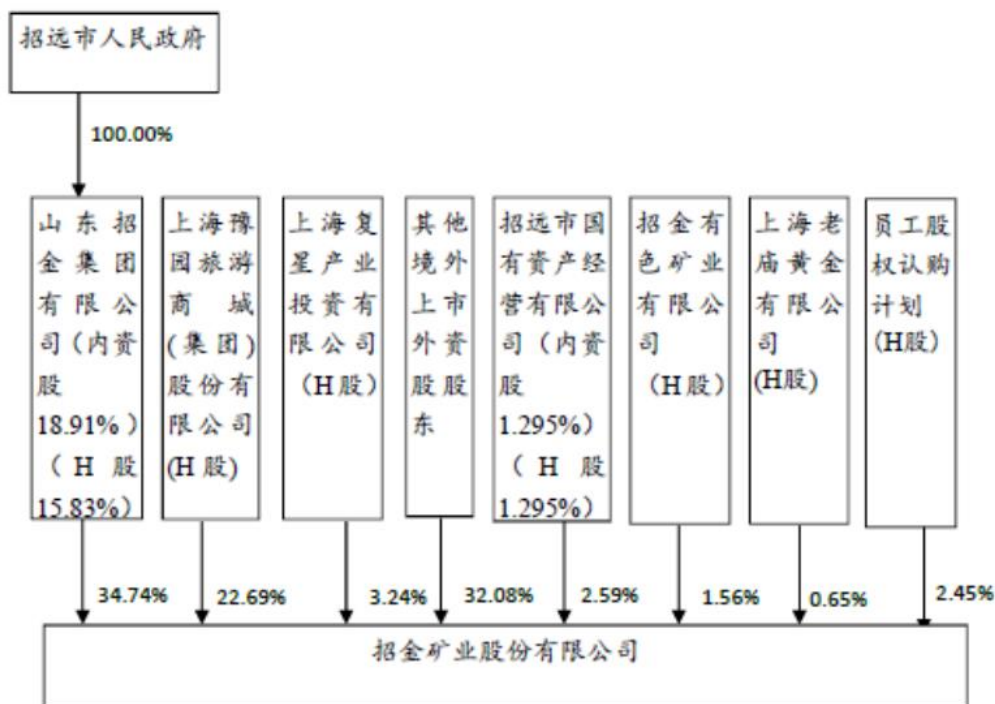 招远市人民政府
100.00%
山东招
金集团
有限公
司（内资
股
18.91%）
（H股
15.83%）
上海豫
园旅游
商城
(集团)
股份有
限公司
(H股)
上海复
星产业
投资有
限公司
（H股）
其他
境外
上市
外资
股股
东
招远市国
有资产经
营有限公
司（内资
股
1.295%）
（H股
1.295%）
招金有
色矿业
有限公
司
（H股）
上海老
庙黄金
有限公
司
(H股)
员工股
权认购
计划
(H股)
34.74%
22.69%
3.24%
32.08%
2.59%
1.56%
0.65%
2.45%
招金矿业股份有限公司